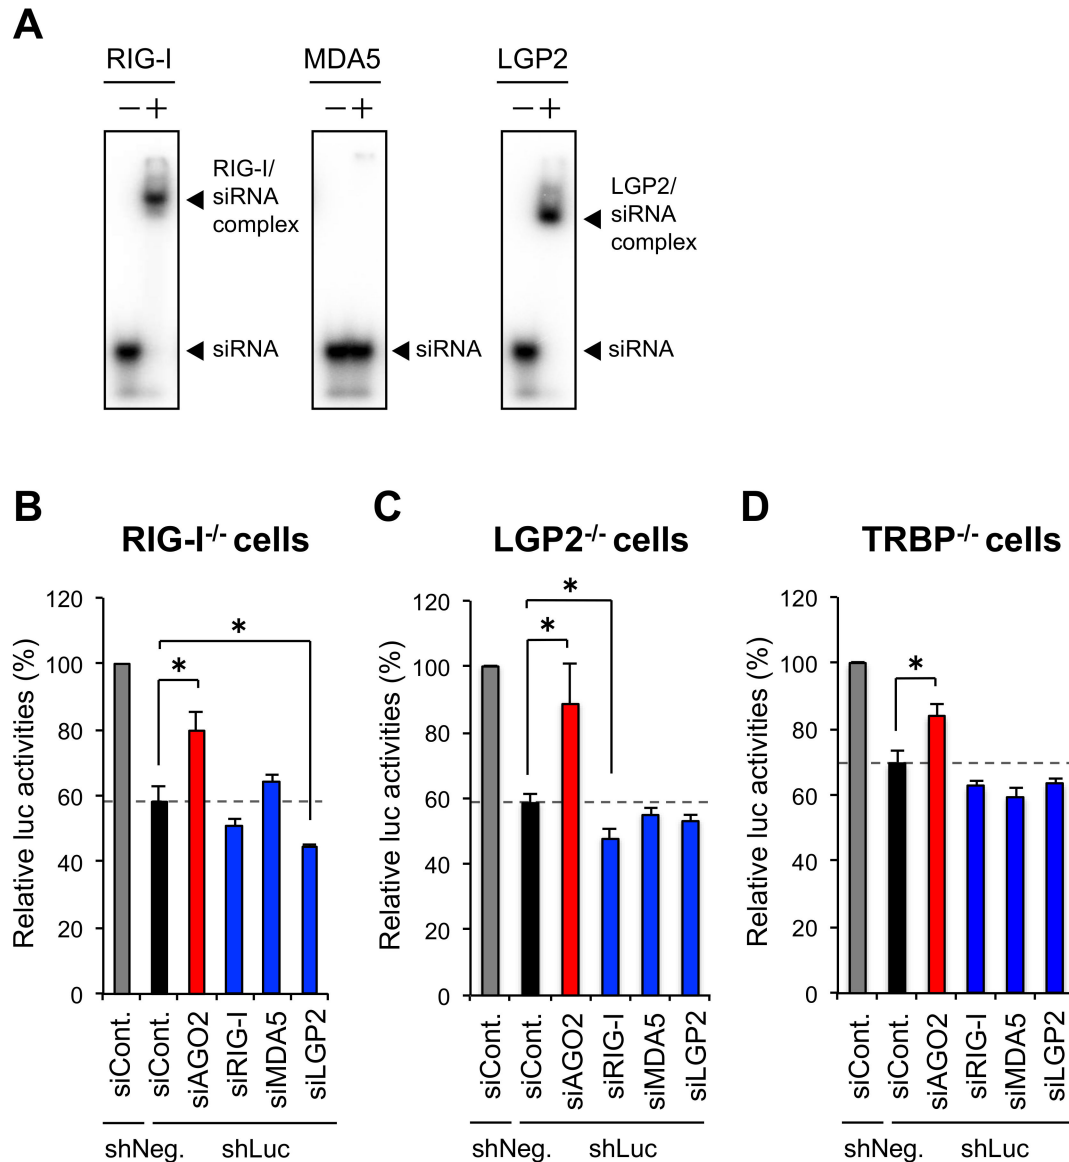 A
RIG-I
MDA5
LGP2
– +
– +
– +
RIG-I/
siRNA
complex
LGP2/
siRNA
complex
siRNA
siRNA
siRNA
B
RIG-I-/- cells
Relative luc activities (%)
120
100
80
60
40
20
0
*
*
siCont.
siCont.
siAGO2
siRIG-I
siMDA5
siLGP2
shNeg.
shLuc
C
LGP2-/- cells
Relative luc activities (%)
120
100
80
60
40
20
0
*
*
siCont.
siCont.
siAGO2
siRIG-I
siMDA5
siLGP2
shNeg.
shLuc
D
TRBP-/- cells
Relative luc activities (%)
120
100
80
60
40
20
0
*
siCont.
siCont.
siAGO2
siRIG-I
siMDA5
siLGP2
shNeg.
shLuc